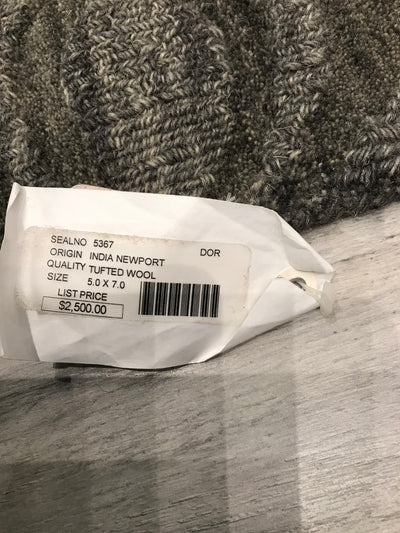 SEALNO 5367 DOR
ORIGIN INDIA NEWPORT
QUALITY TUFTED WOOL
SIZE 5.0 X 7.0
LIST PRICE
$2,500.00